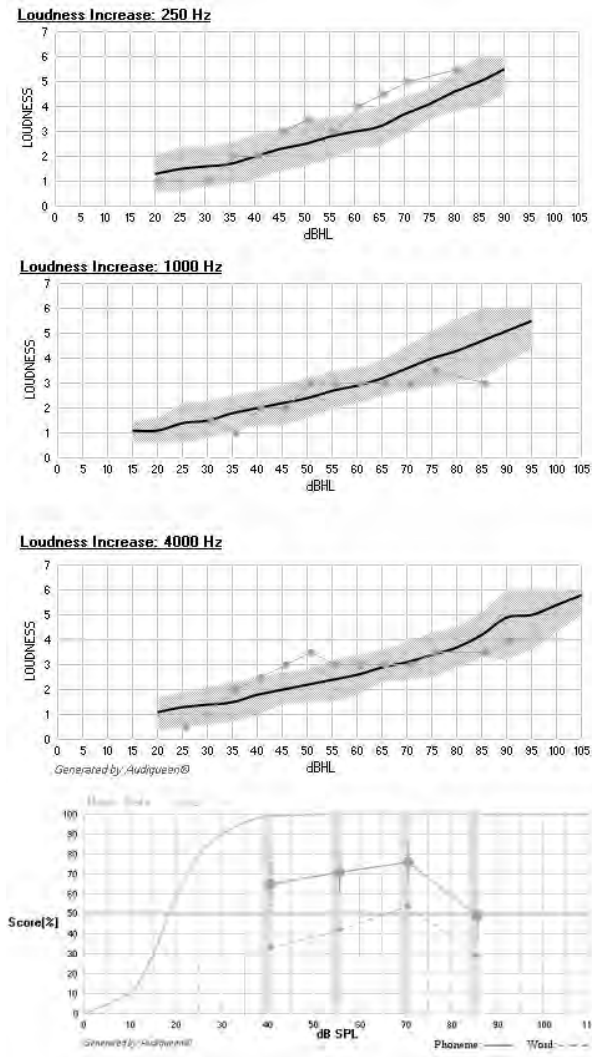 Loudness Increase: 250 Hz
7
6
5
4
3
2
1
0
LOUDNESS
0 5 10 15 20 25 30 35 40 45 50 55 60 65 70 75 80 85 90 95 100 105
dBHL
Loudness Increase: 1000 Hz
7
6
5
4
3
2
1
0
LOUDNESS
0 5 10 15 20 25 30 35 40 45 50 55 60 65 70 75 80 85 90 95 100 105
dBHL
Loudness Increase: 4000 Hz
7
6
5
4
3
2
1
0
LOUDNESS
0 5 10 15 20 25 30 35 40 45 50 55 60 65 70 75 80 85 90 95 100 105
Generated by Audiqueen® dBHL
100
90
80
70
60
50
40
30
20
10
0
Score[%]
0 10 20 30 40 50 60 70 80 90 100
dB SPL
Generated by Audiqueen®
Phoneme Word